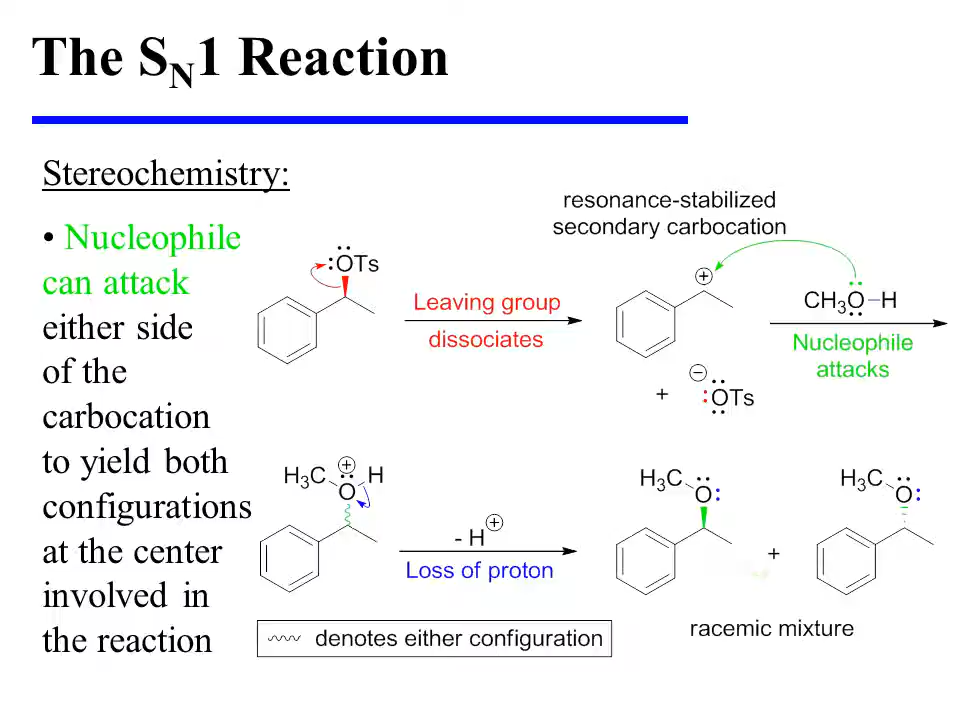 The SN1 Reaction
Stereochemistry:
• Nucleophile
can attack
either side
of the
carbocation
to yield both
configurations
at the center
involved in
the reaction
resonance-stabilized
secondary carbocation
OTs
Leaving group
dissociates
+
CH3O-H
Nucleophile
attacks
+
−
OTs
H3C
+
H
O
- H+
Loss of proton
H3C
O
+
H3C
O
denotes either configuration
racemic mixture